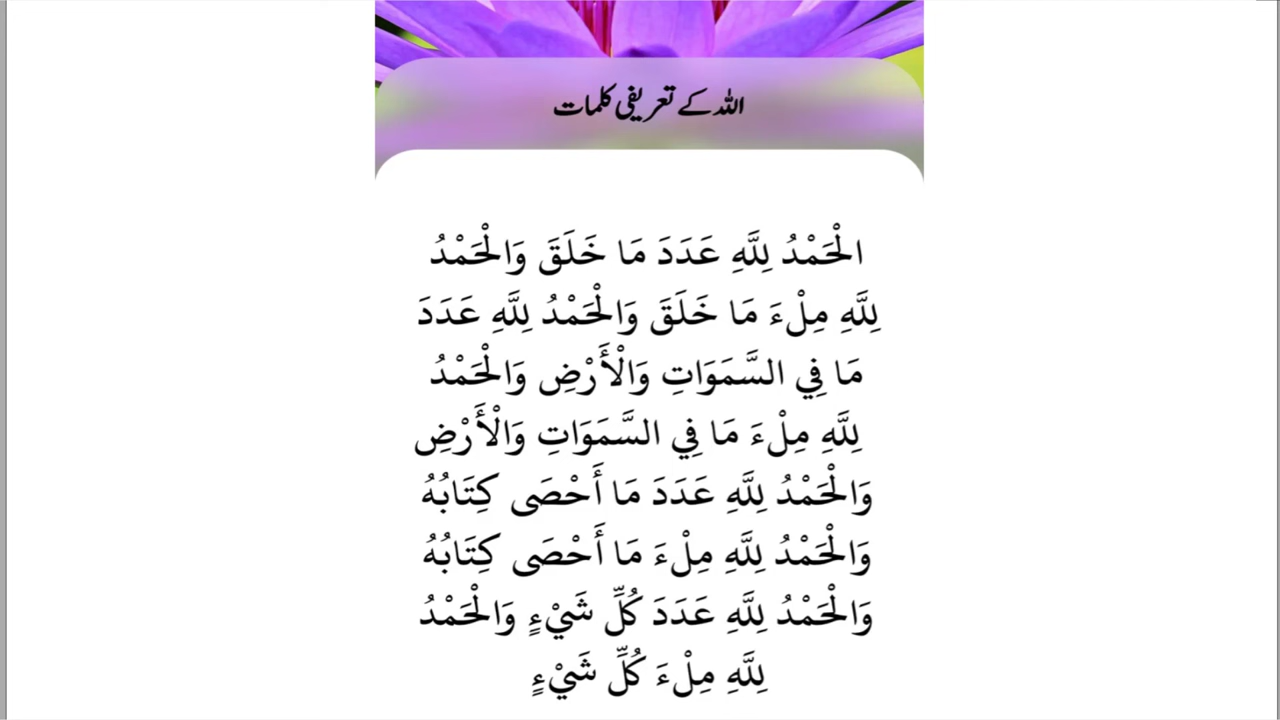 اللہ کے تعریفی کلمات
الْحَمْدُ لِلَّهِ عَدَدَ مَا خَلَقَ وَالْحَمْدُ
لِلَّهِ مِلْءَ مَا خَلَقَ وَالْحَمْدُ لِلَّهِ عَدَدَ
مَا فِي السَّمَوَاتِ وَالْأَرْضِ وَالْحَمْدُ
لِلَّهِ مِلْءَ مَا فِي السَّمَوَاتِ وَالْأَرْضِ
وَالْحَمْدُ لِلَّهِ عَدَدَ مَا أَحْصَى كِتَابُهُ
وَالْحَمْدُ لِلَّهِ مِلْءَ مَا أَحْصَى كِتَابُهُ
وَالْحَمْدُ لِلَّهِ عَدَدَ كُلِّ شَيْءٍ وَالْحَمْدُ
لِلَّهِ مِلْءَ كُلِّ شَيْءٍ